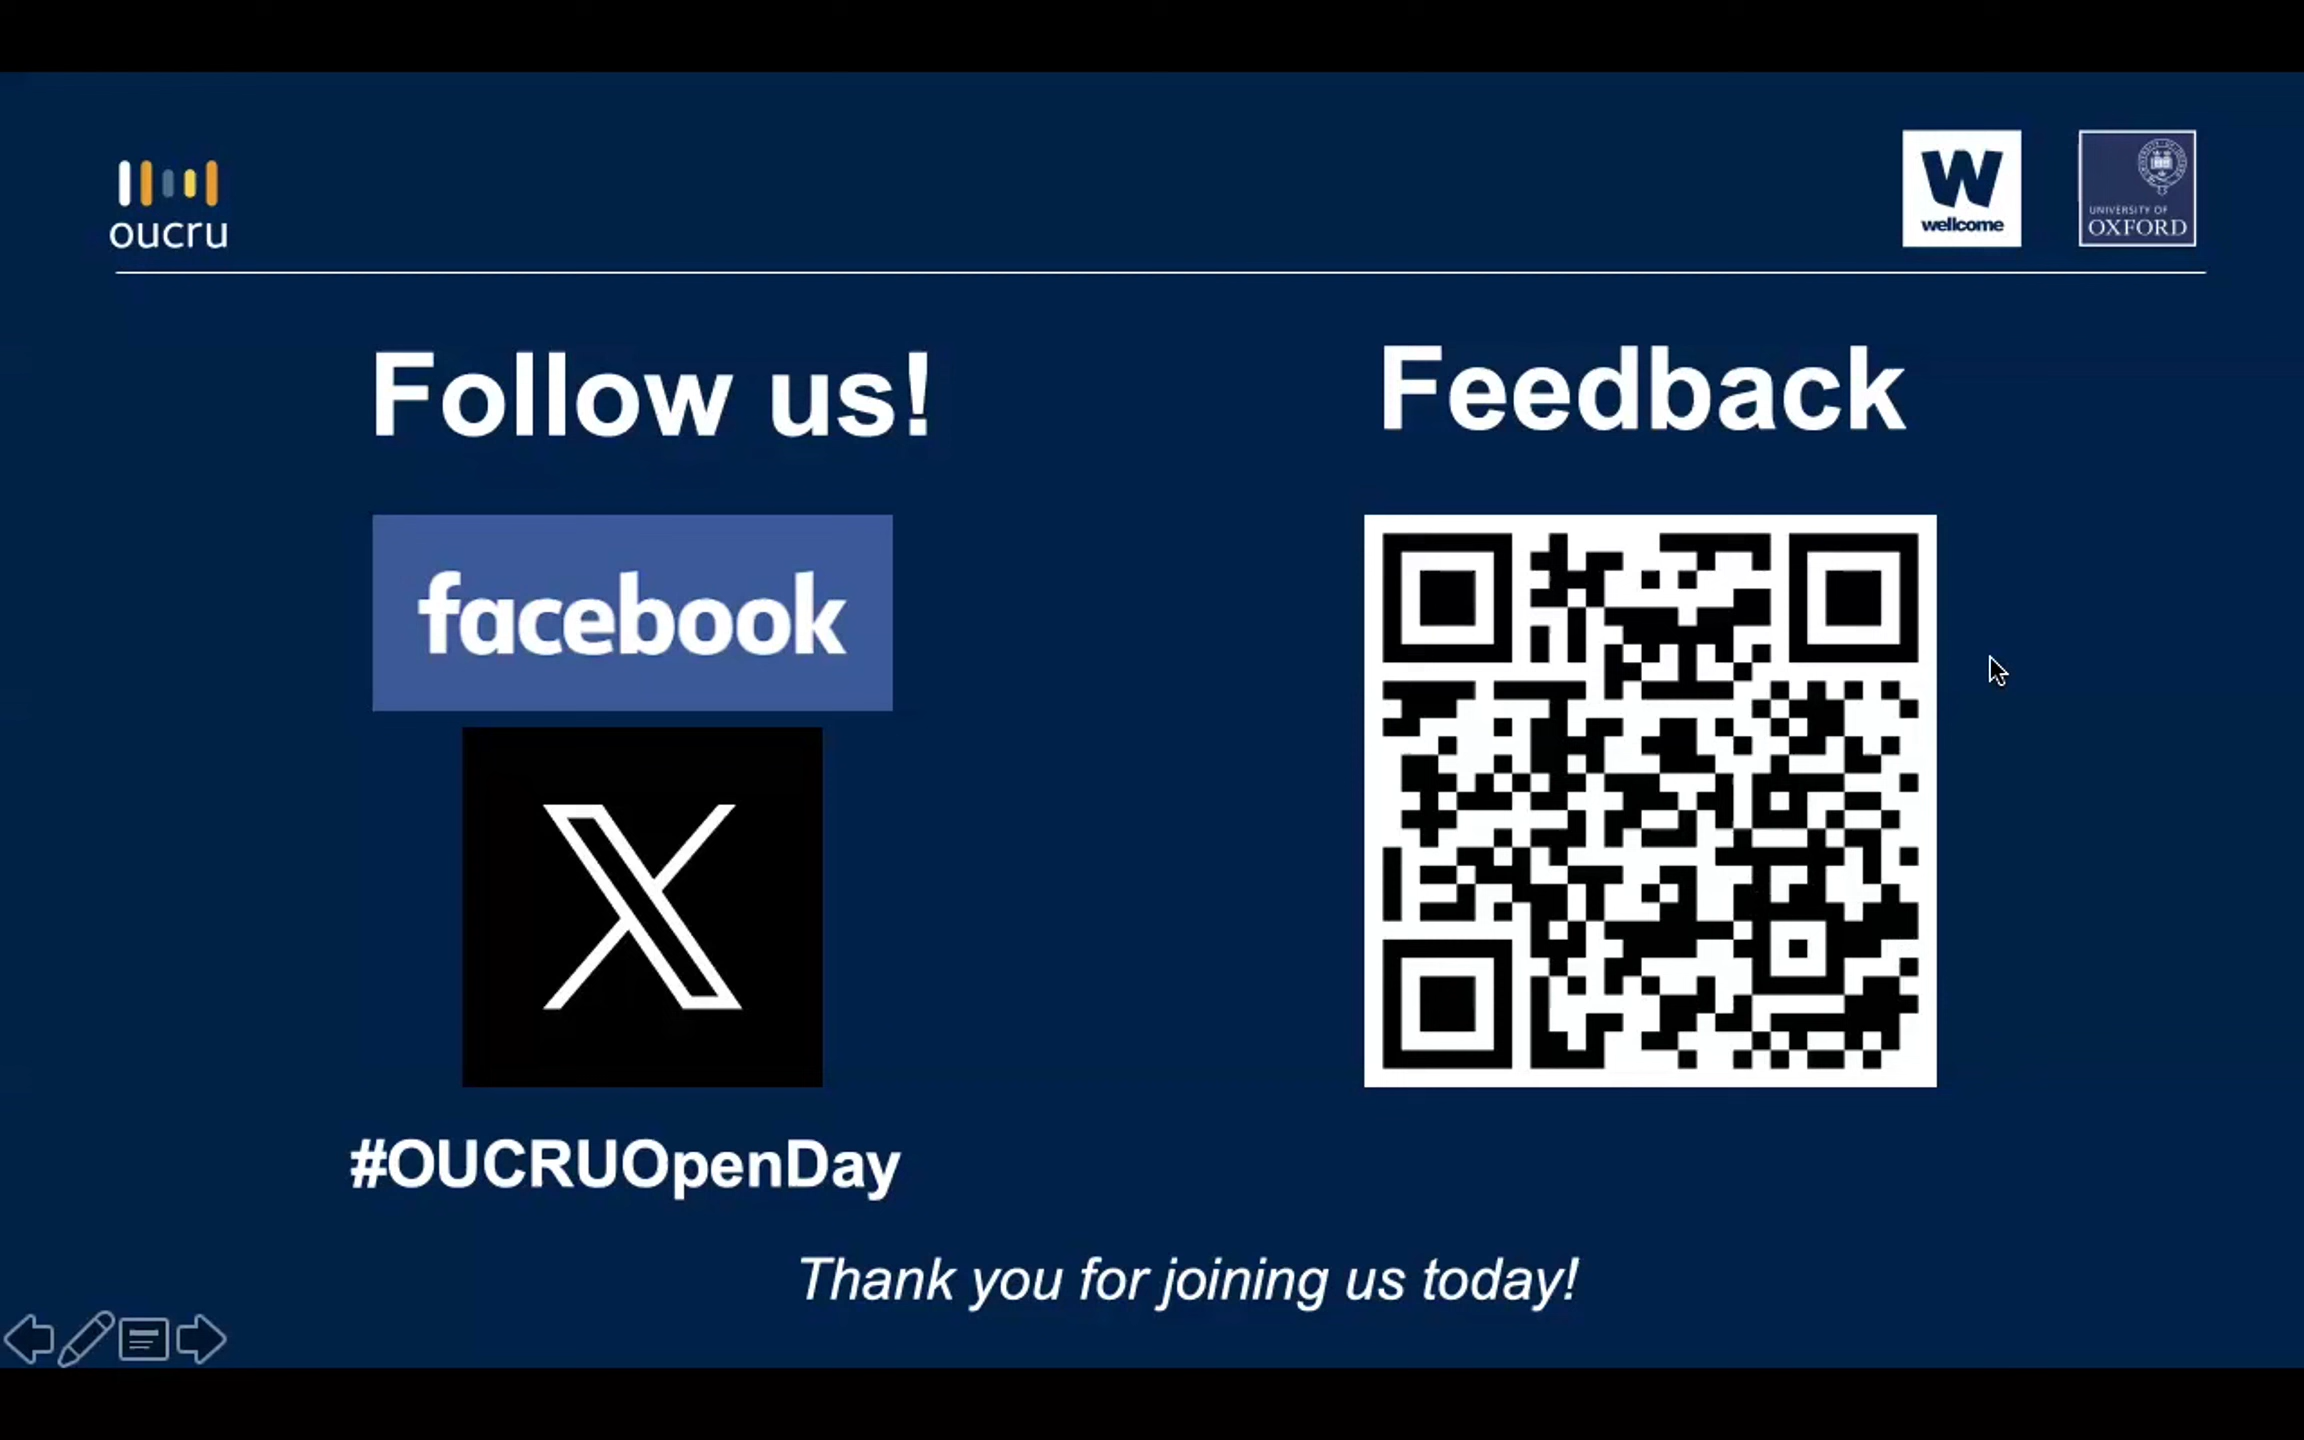 oucru
W
wellcome
UNIVERSITY OF
OXFORD
Follow us!
Feedback
facebook
X
#OUCRUOpenDay
Thank you for joining us today!